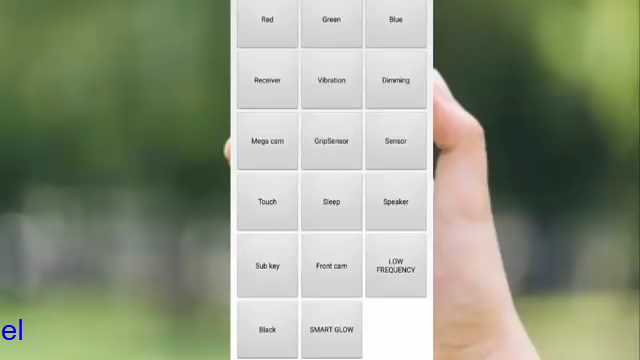 Red Green Blue
Receiver Vibration Dimming
Mega cam GripSensor Sensor
Touch Sleep Speaker
Sub key Front cam LOW
FREQUENCY
Black SMART GLOW
el